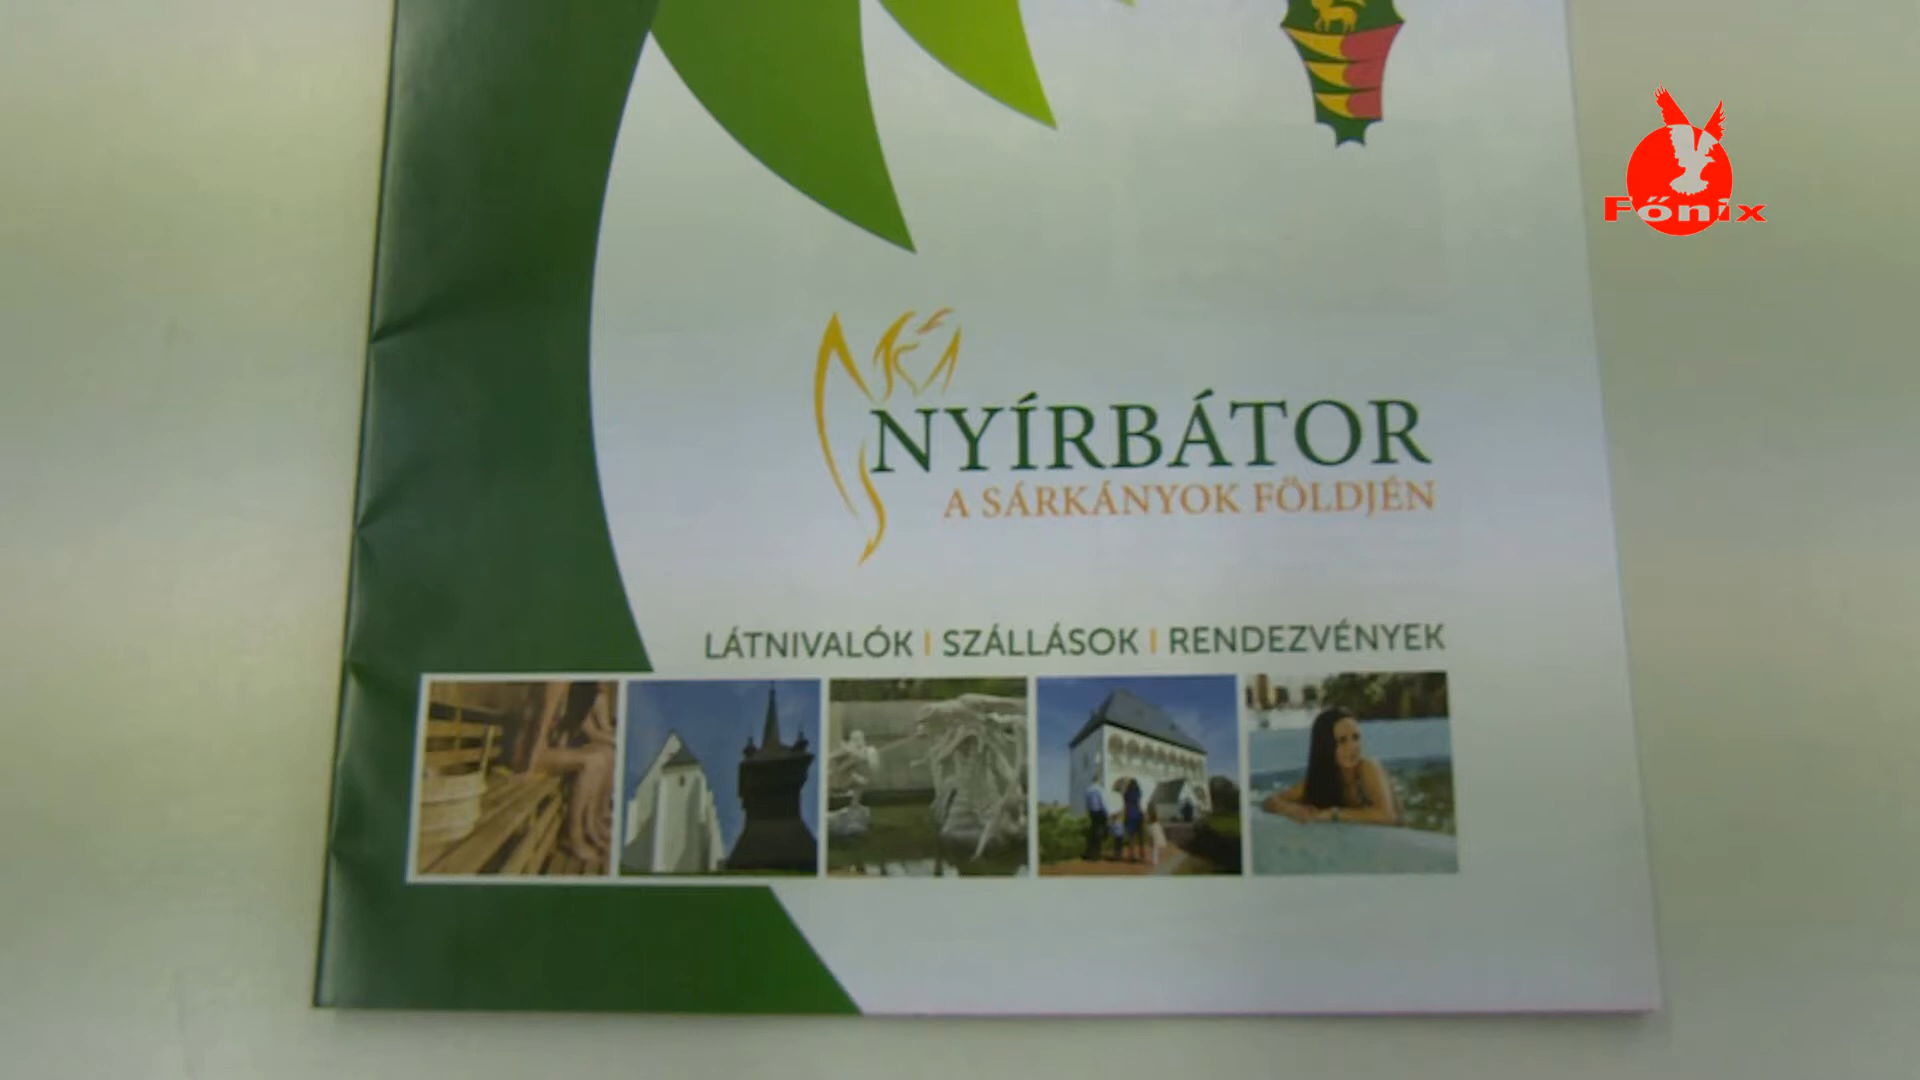 Főnix
NYÍRBÁTOR
A SÁRKÁNYOK FÖLDJÉN
LÁTNIVALÓK | SZÁLLÁSOK | RENDEZVÉNYEK